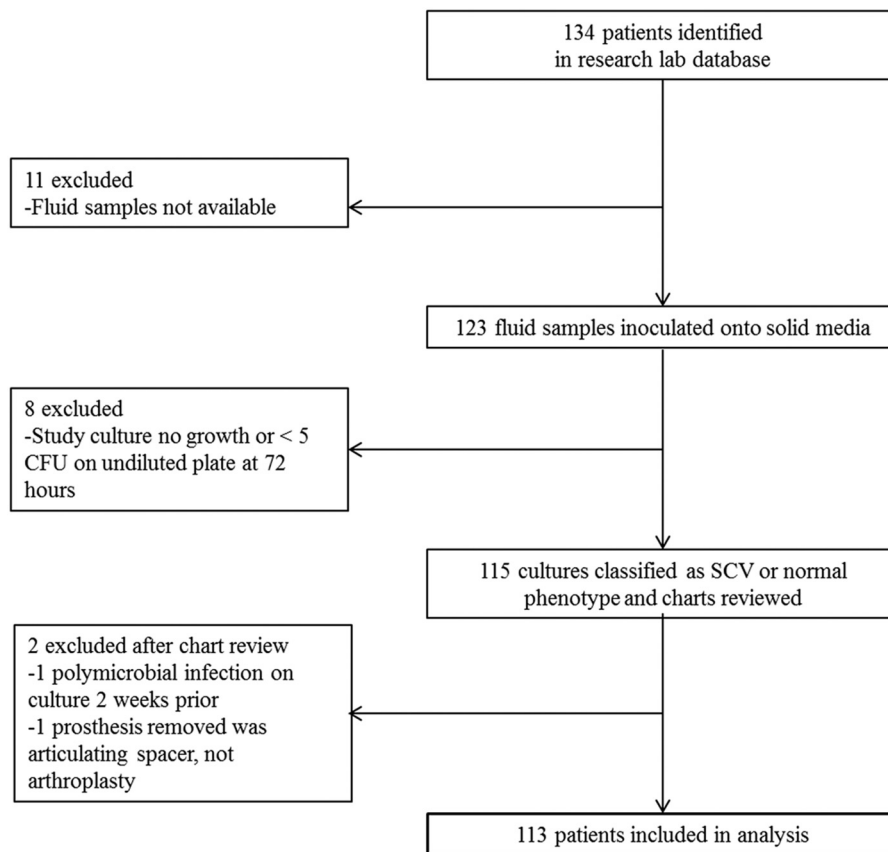 134 patients identified
in research lab database
11 excluded
-Fluid samples not available
123 fluid samples inoculated onto solid media
8 excluded
-Study culture no growth or < 5
CFU on undiluted plate at 72
hours
115 cultures classified as SCV or normal
phenotype and charts reviewed
2 excluded after chart review
-1 polymicrobial infection on
culture 2 weeks prior
-1 prosthesis removed was
articulating spacer, not
arthroplasty
113 patients included in analysis